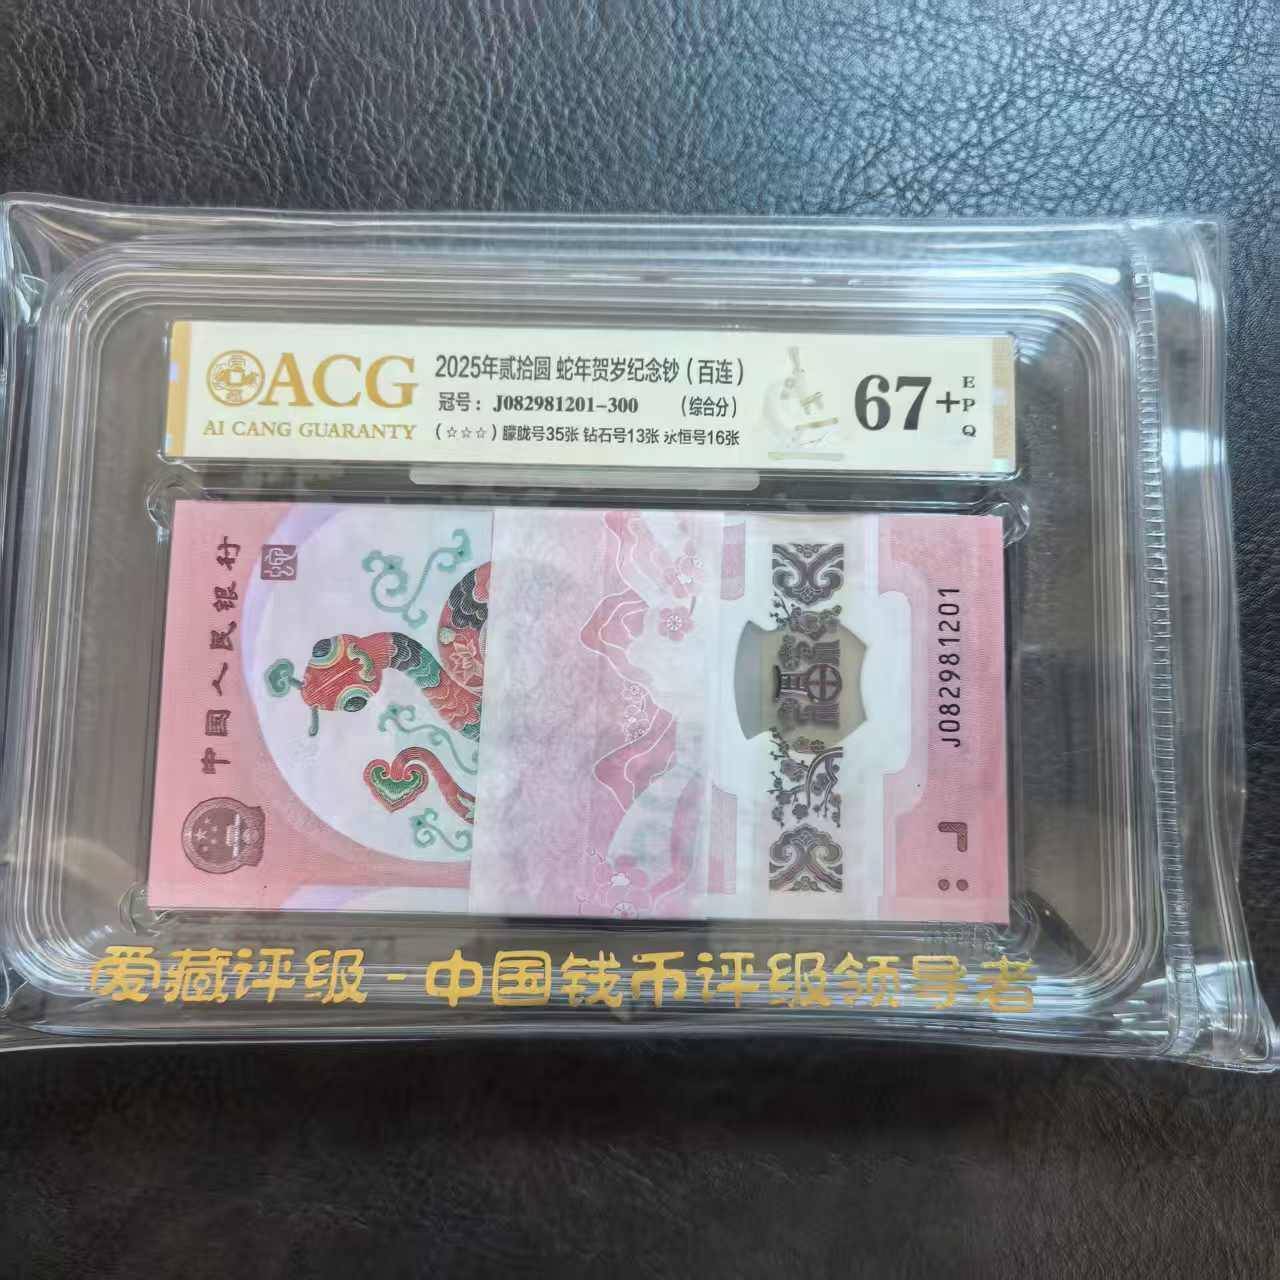 ACG
AI CANG GUARANTY
2025年贰拾圆 蛇年贺岁纪念钞（百连）
冠号：J082981201-300 （综合分）
（☆☆☆）朦胧号35张 钻石号13张 永恒号16张
67+
EPQ
中国人民银行
J082981201
爱藏评级-中国钱币评级领导者